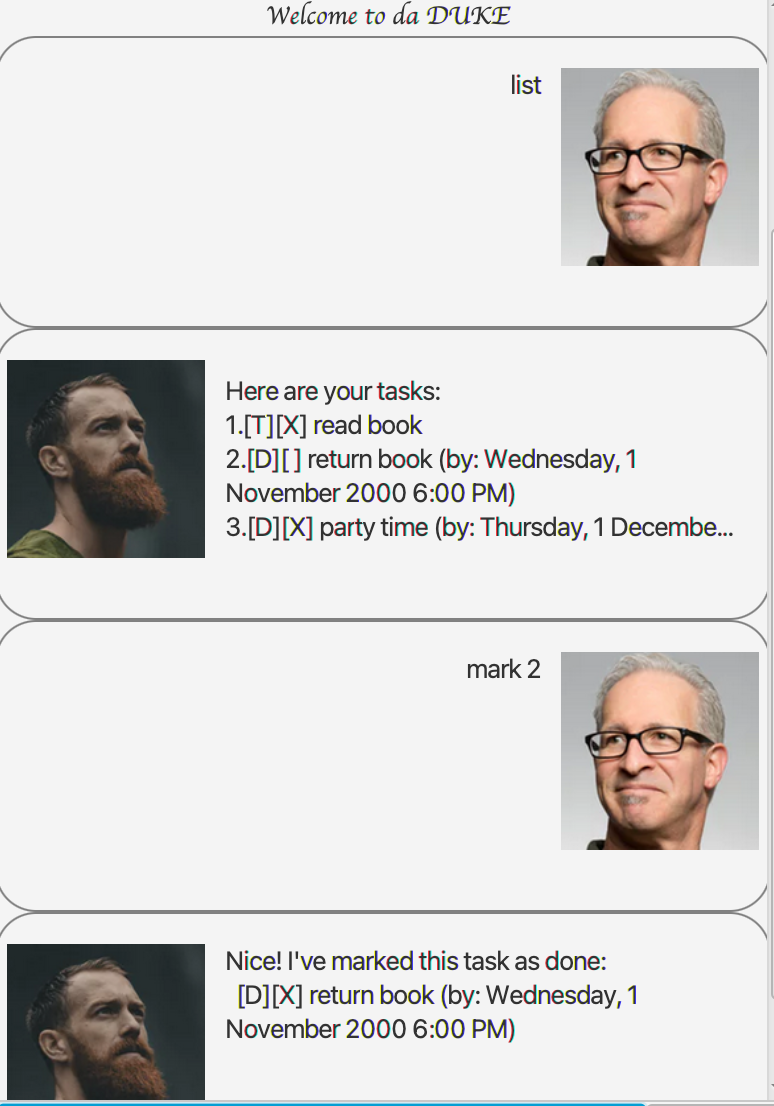 Welcome to da DUKE
list
Here are your tasks:
1.[T][X] read book
2.[D][ ] return book (by: Wednesday, 1
November 2000 6:00 PM)
3.[D][X] party time (by: Thursday, 1 Decembe...
mark 2
Nice! I've marked this task as done:
[D][X] return book (by: Wednesday, 1
November 2000 6:00 PM)